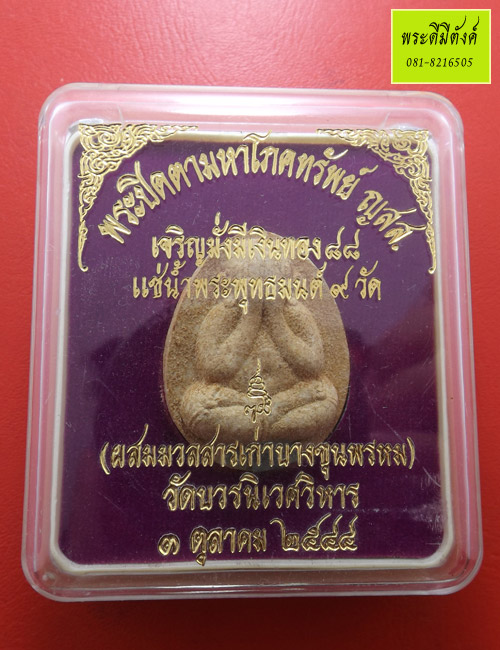 พระดีมีตังค์
081-8216505
พระปิดตามหาโภคทรัพย์ ญสส.
เจริญมั่งมีเงินทอง ๘๘
แช่น้ำพระพุทธมนต์ ๙ วัด
(ผสมมวลสารเก่าบางขุนพรหม)
วัดบวรนิเวศวิหาร
๓ ตุลาคม ๒๕๔๔